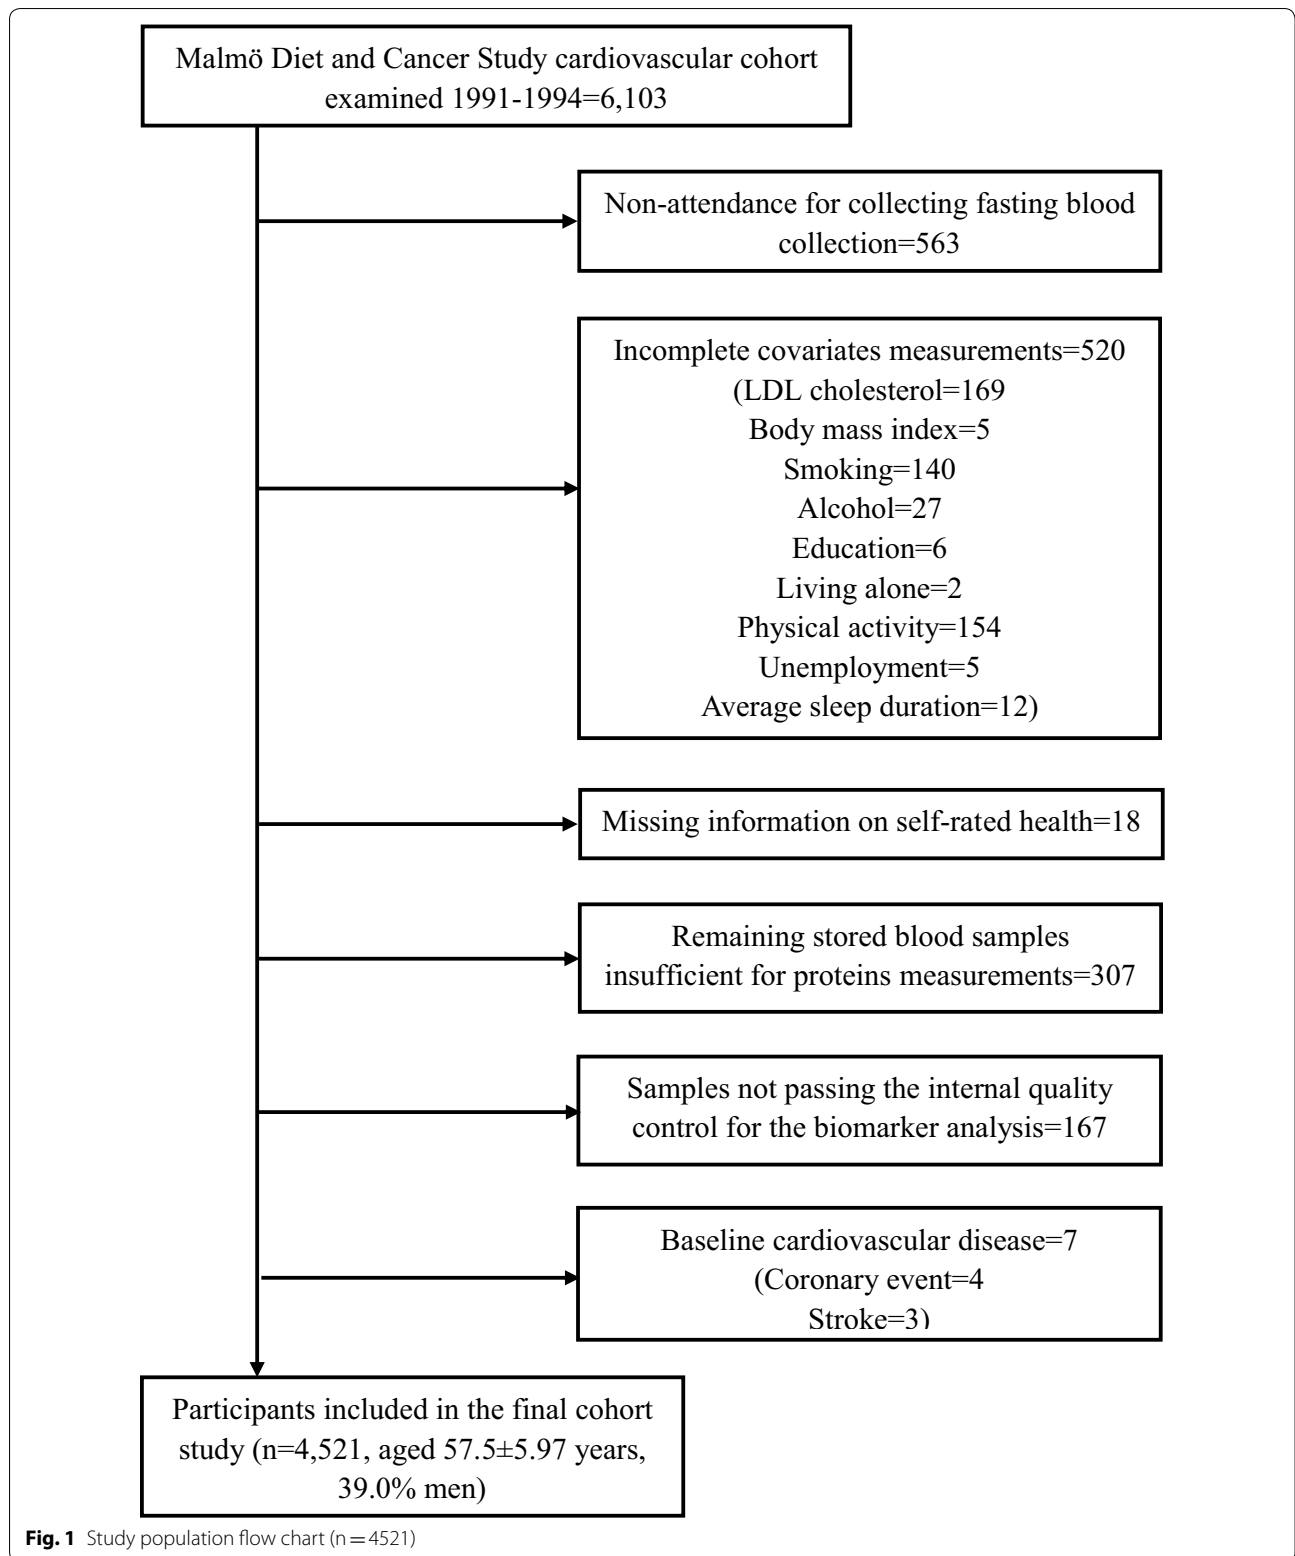 Malmö Diet and Cancer Study cardiovascular cohort
examined 1991-1994=6,103
Non-attendance for collecting fasting blood
collection=563
Incomplete covariates measurements=520
(LDL cholesterol=169
Body mass index=5
Smoking=140
Alcohol=27
Education=6
Living alone=2
Physical activity=154
Unemployment=5
Average sleep duration=12)
Missing information on self-rated health=18
Remaining stored blood samples
insufficient for proteins measurements=307
Samples not passing the internal quality
control for the biomarker analysis=167
Baseline cardiovascular disease=7
(Coronary event=4
Stroke=3)
Participants included in the final cohort
study (n=4,521, aged 57.5±5.97 years,
39.0% men)
Fig. 1 Study population flow chart (n = 4521)